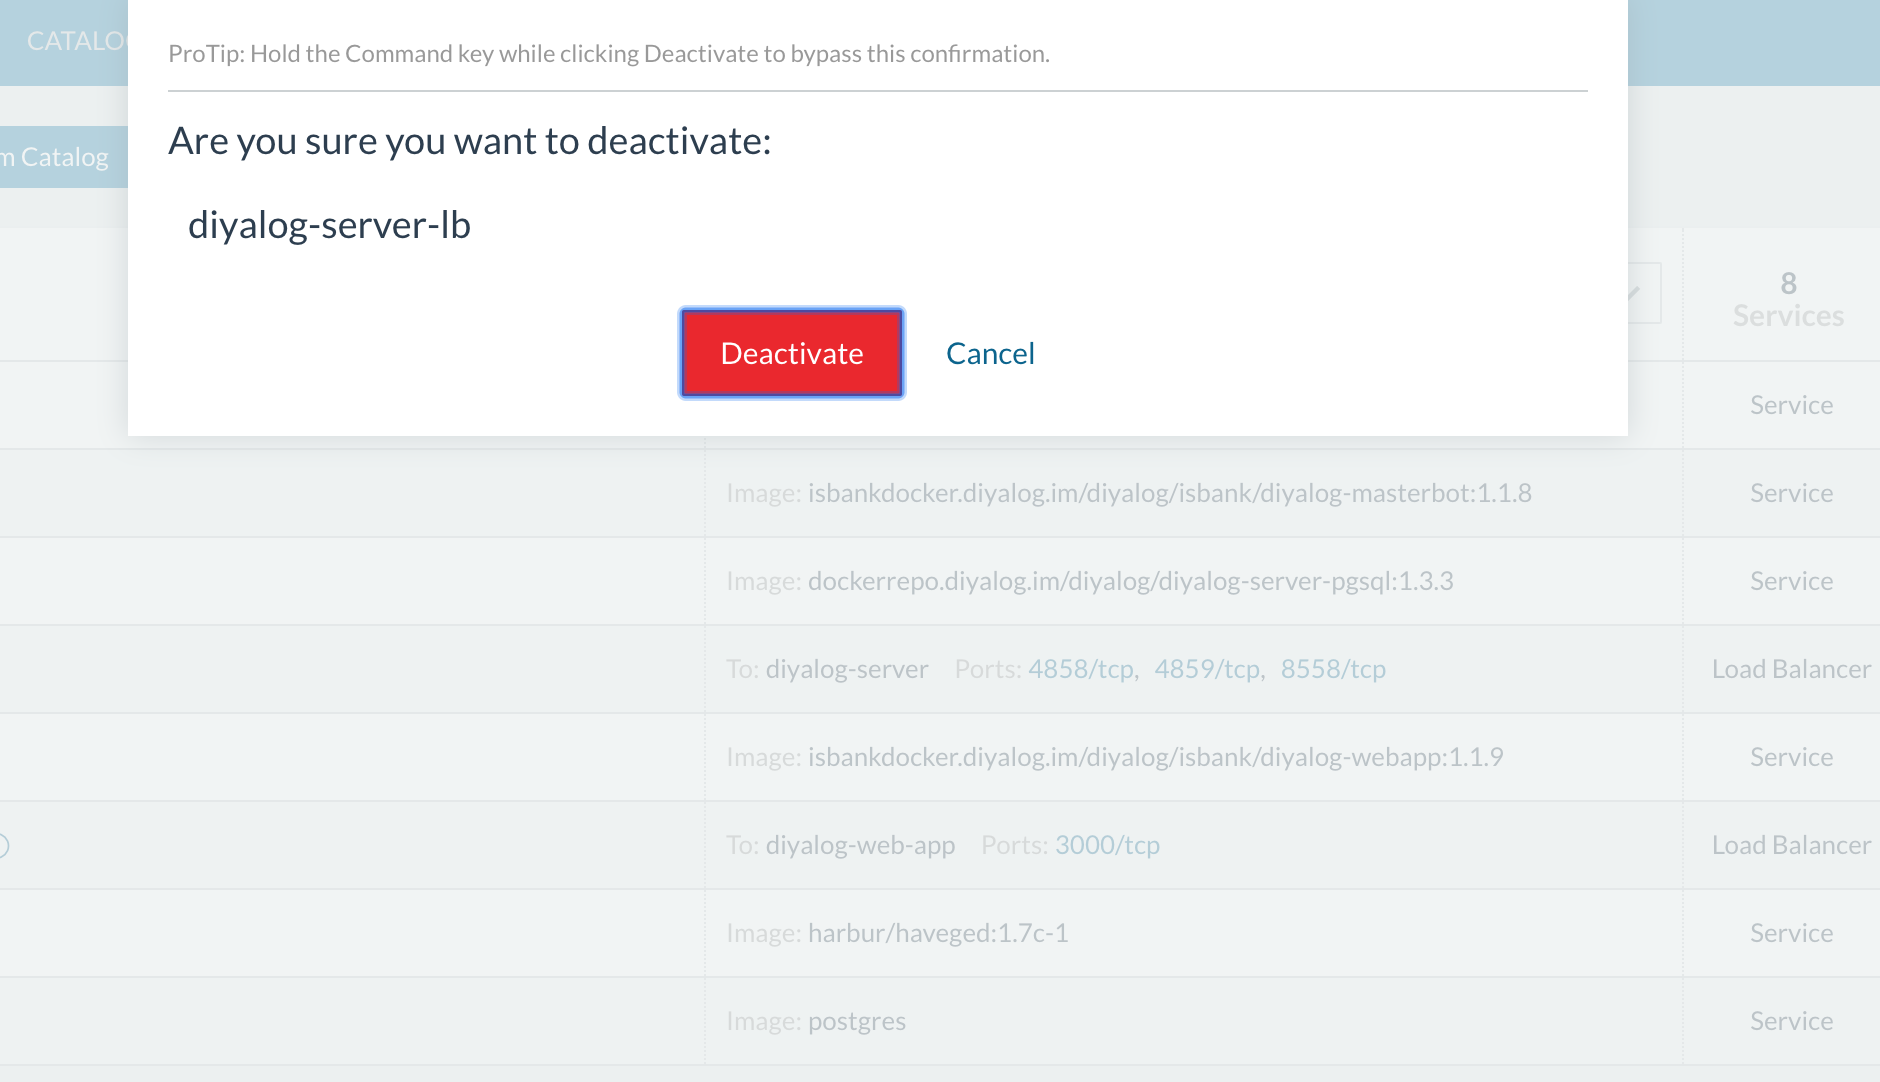 CATALO
ProTip: Hold the Command key while clicking Deactivate to bypass this confirmation.
Are you sure you want to deactivate:
m Catalog
diyalog-server-lb
8
Services
Deactivate Cancel
Service
Image: isbankdocker.diyalog.im/diyalog/isbank/diyalog-masterbot:1.1.8 Service
Image: dockerrepo.diyalog.im/diyalog/diyalog-server-pgsql:1.3.3 Service
To: diyalog-server Ports: 4858/tcp, 4859/tcp, 8558/tcp Load Balancer
Image: isbankdocker.diyalog.im/diyalog/isbank/diyalog-webapp:1.1.9 Service
To: diyalog-web-app Ports: 3000/tcp Load Balancer
Image: harbur/haveged:1.7c-1 Service
Image: postgres Service